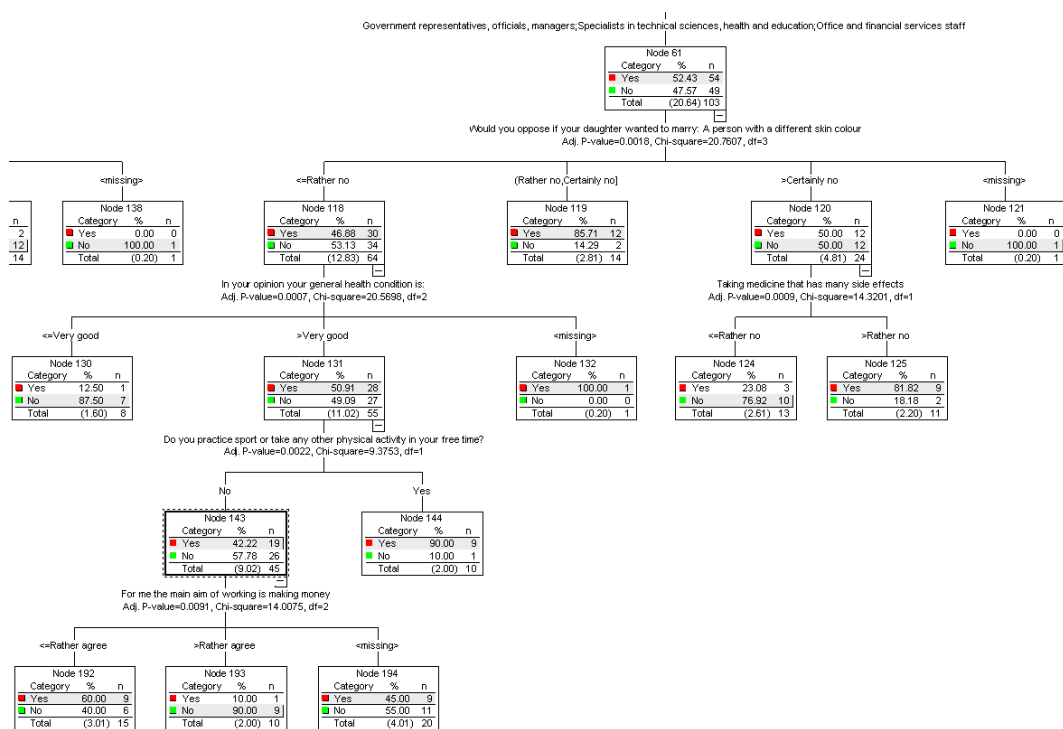 Government representatives, officials, managers;Specialists in technical sciences, health and education;Office and financial services staff
Node 61
Category % n
Yes 52.43 54
No 47.57 49
Total (20.64) 103
Would you oppose if your daughter wanted to marry: A person with a different skin colour
Adj. P-value=0.0018, Chi-square=20.7607, df=3
<missing>
<=Rather no
(Rather no,Certainly no]
>Certainly no
<missing>
n
2
12
14
Node 138
Category % n
Yes 0.00 0
No 100.00 1
Total (0.20) 1
Node 118
Category % n
Yes 46.88 30
No 53.13 34
Total (12.83) 64
Node 119
Category % n
Yes 85.71 12
No 14.29 2
Total (2.81) 14
Node 120
Category % n
Yes 50.00 12
No 50.00 12
Total (4.81) 24
Node 121
Category % n
Yes 0.00 0
No 100.00 1
Total (0.20) 1
In your opinion your general health condition is:
Adj. P-value=0.0007, Chi-square=20.5698, df=2
Taking medicine that has many side effects
Adj. P-value=0.0009, Chi-square=14.3201, df=1
<=Very good
>Very good
<missing>
<=Rather no
>Rather no
Node 130
Category % n
Yes 12.50 1
No 87.50 7
Total (1.60) 8
Node 131
Category % n
Yes 50.91 28
No 49.09 27
Total (11.02) 55
Node 132
Category % n
Yes 100.00 1
No 0.00 0
Total (0.20) 1
Node 124
Category % n
Yes 23.08 3
No 76.92 10
Total (2.61) 13
Node 125
Category % n
Yes 81.82 9
No 18.18 2
Total (2.20) 11
Do you practice sport or take any other physical activity in your free time?
Adj. P-value=0.0022, Chi-square=9.3753, df=1
No
Yes
Node 143
Category % n
Yes 42.22 19
No 57.78 26
Total (9.02) 45
Node 144
Category % n
Yes 90.00 9
No 10.00 1
Total (2.00) 10
For me the main aim of working is making money
Adj. P-value=0.0091, Chi-square=14.0075, df=2
<=Rather agree
>Rather agree
<missing>
Node 192
Category % n
Yes 60.00 9
No 40.00 6
Total (3.01) 15
Node 193
Category % n
Yes 10.00 1
No 90.00 9
Total (2.00) 10
Node 194
Category % n
Yes 45.00 9
No 55.00 11
Total (4.01) 20